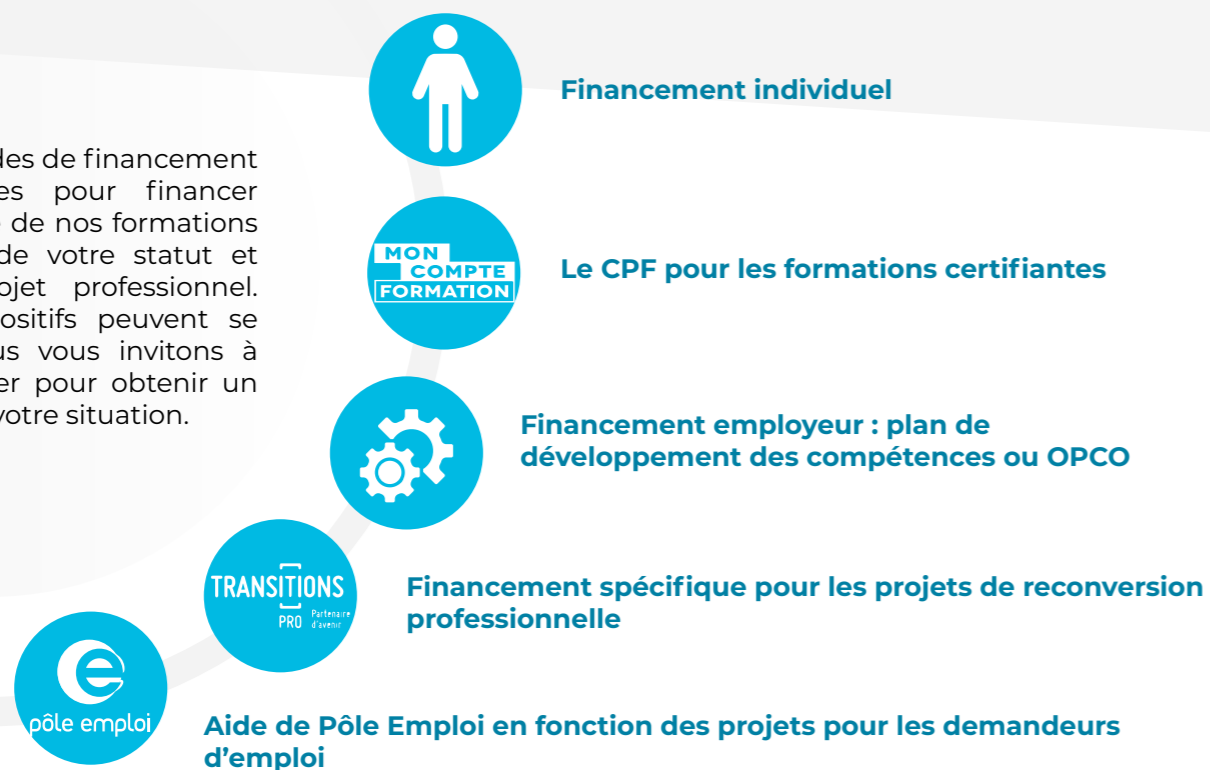 des de financement
es pour financer
de nos formations
de votre statut et
ojet professionnel.
ositifs peuvent se
us vous invitons à
er pour obtenir un
votre situation.
Financement individuel
MON
COMPTE
FORMATION
Le CPF pour les formations certifiantes
Financement employeur : plan de
développement des compétences ou OPCO
TRANSITIONS
PRO Partenaire
d'avenir
Financement spécifique pour les projets de reconversion
professionnelle
pôle emploi
Aide de Pôle Emploi en fonction des projets pour les demandeurs
d’emploi